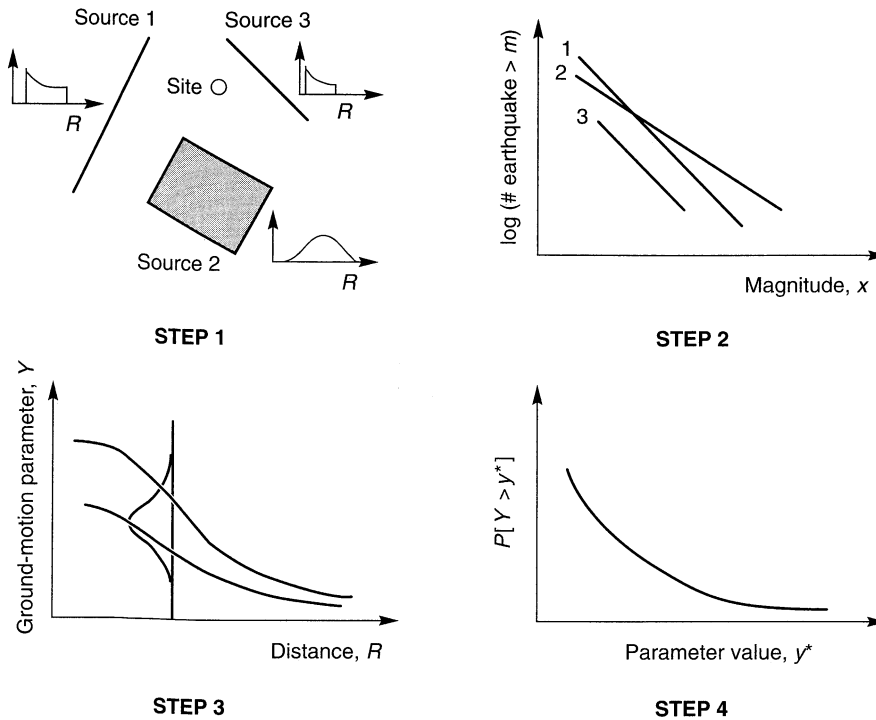 Source 1
Source 3
Site
R
R
Source 2
R
STEP 1
log (# earthquake > m)
1
2
3
Magnitude, x
STEP 2
Ground-motion parameter, Y
Distance, R
STEP 3
P[ Y > y*]
Parameter value, y*
STEP 4